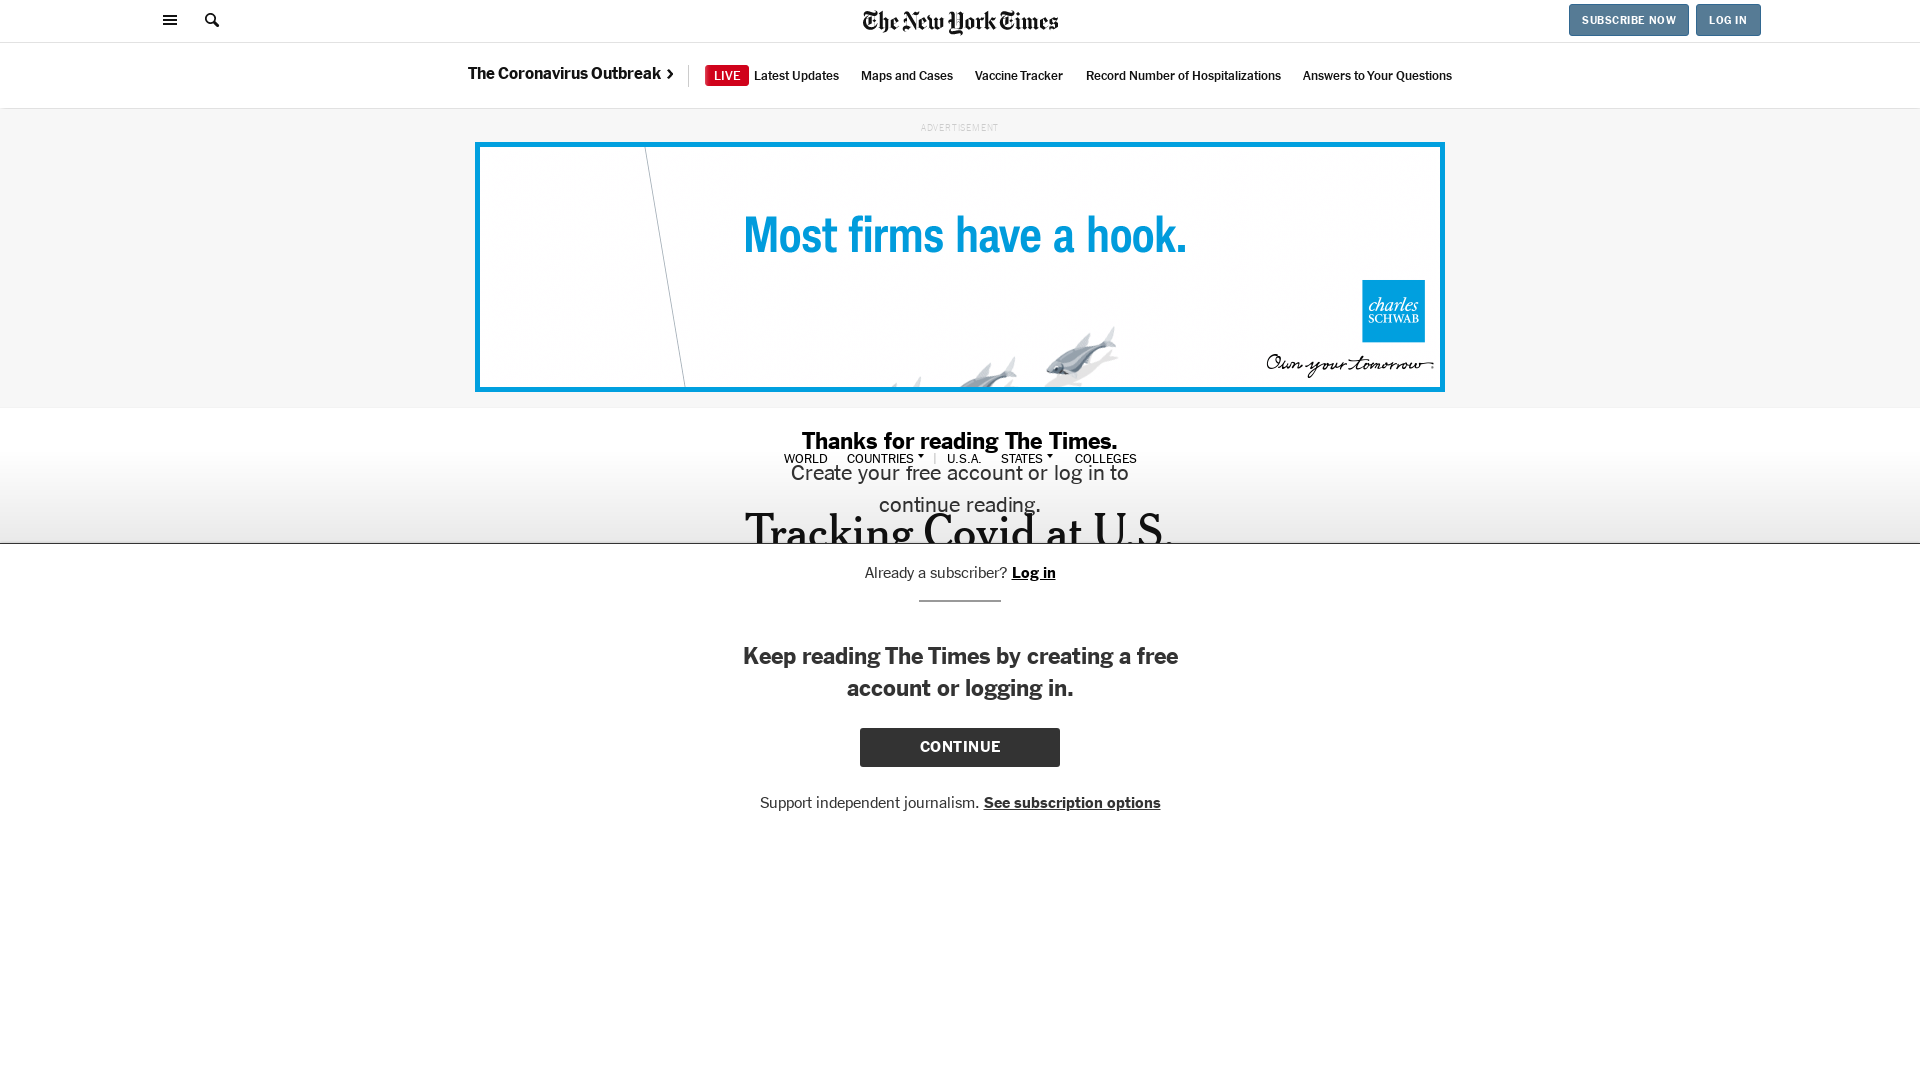 The New York Times
SUBSCRIBE NOW
LOG IN
The Coronavirus Outbreak
LIVE Latest Updates
Maps and Cases
Vaccine Tracker
Record Number of Hospitalizations
Answers to Your Questions
ADVERTISEMENT
Most firms have a hook.
charles
SCHWAB
Own your tomorrow
Thanks for reading The Times.
WORLD COUNTRIES | U.S.A. STATES COLLEGES
Create your free account or log in to
continue reading.
Tracking Covid at U.S.
Already a subscriber? Log in
Keep reading The Times by creating a free
account or logging in.
CONTINUE
Support independent journalism. See subscription options